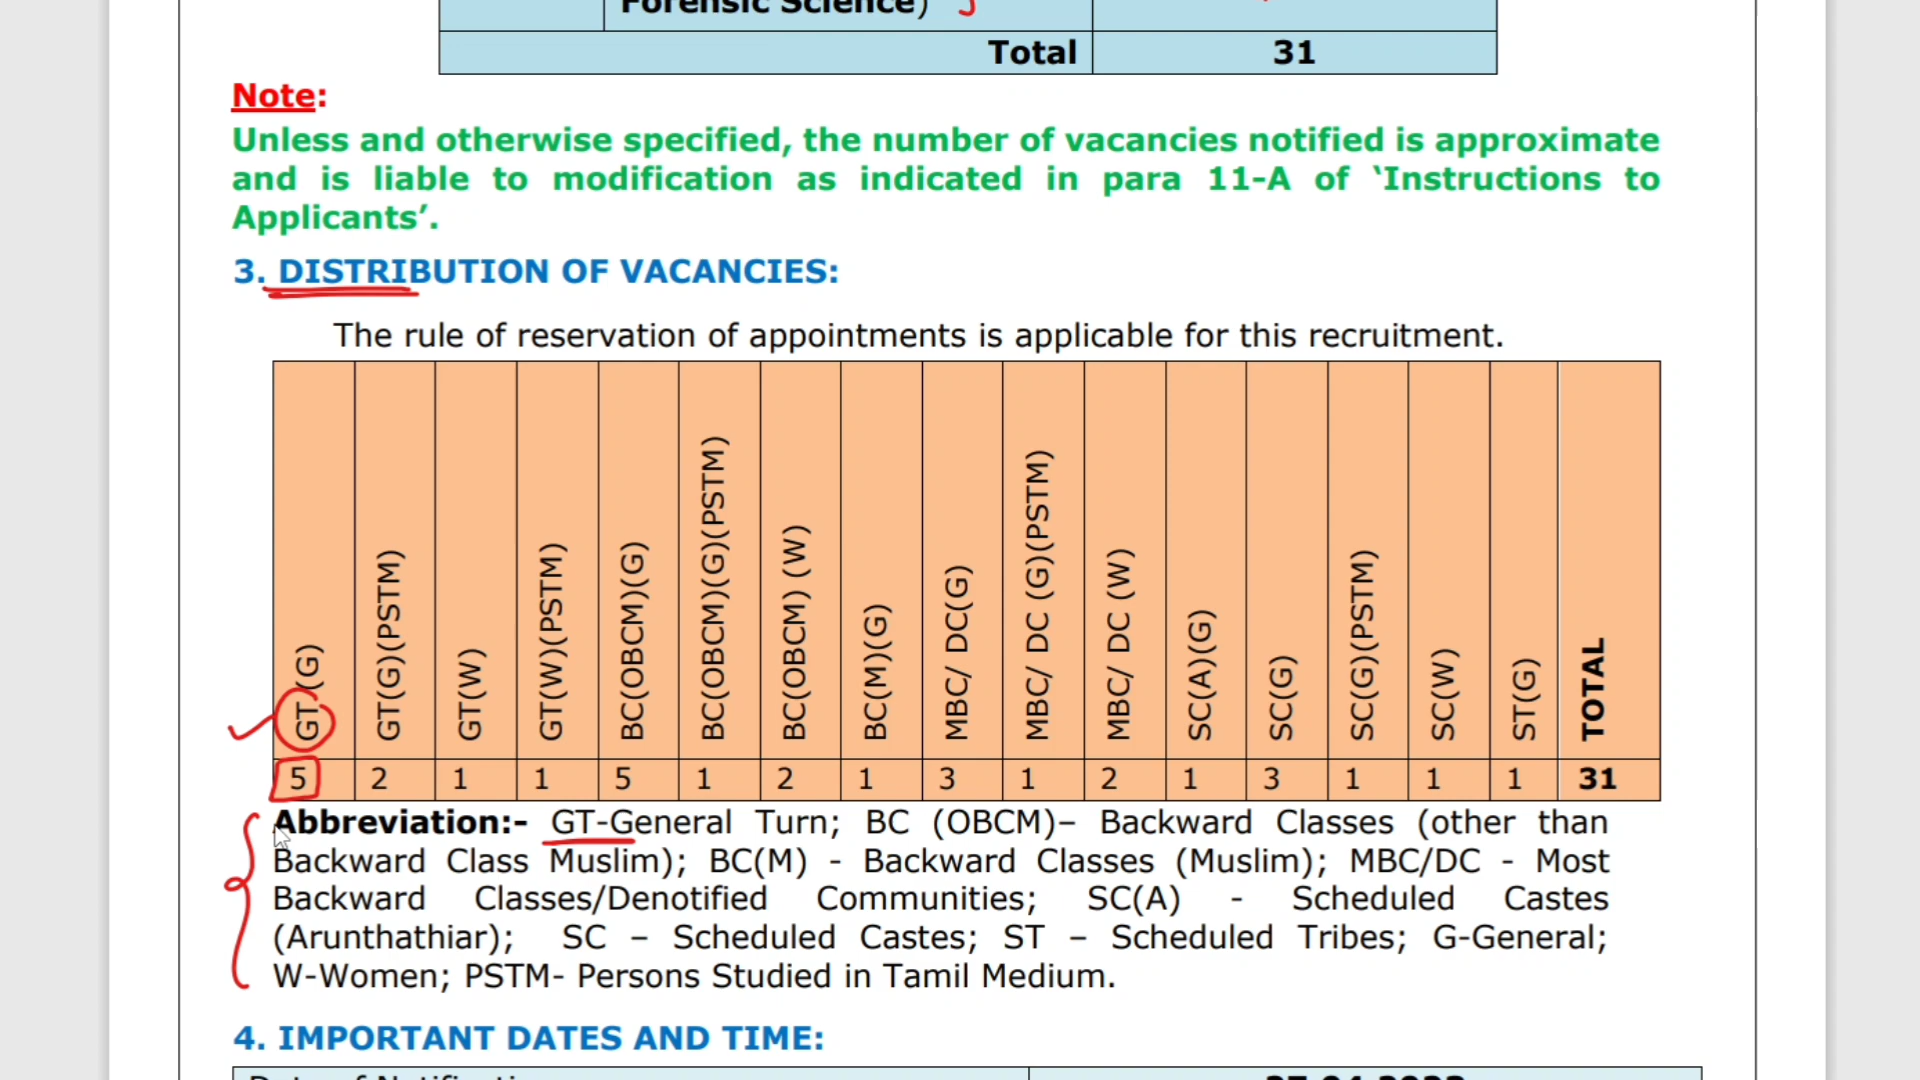 Forensic Science)
Total 31
Note:
Unless and otherwise specified, the number of vacancies notified is approximate
and is liable to modification as indicated in para 11-A of ‘Instructions to
Applicants’.
3. DISTRIBUTION OF VACANCIES:
The rule of reservation of appointments is applicable for this recruitment.
GT(G) GT(G)(PSTM) GT(W) GT(W)(PSTM) BC(OBCM)(G) BC(OBCM)(G)(PSTM) BC(OBCM) (W) BC(M)(G) MBC/ DC(G) MBC/ DC (G)(PSTM) MBC/ DC (W) SC(A)(G) SC(G) SC(G)(PSTM) SC(W) ST(G) TOTAL
5 2 1 1 5 1 2 1 3 1 2 1 3 1 1 1 31
Abbreviation:- GT-General Turn; BC (OBCM)– Backward Classes (other than
Backward Class Muslim); BC(M) - Backward Classes (Muslim); MBC/DC - Most
Backward Classes/Denotified Communities; SC(A) - Scheduled Castes
(Arunthathiar); SC – Scheduled Castes; ST – Scheduled Tribes; G-General;
W-Women; PSTM- Persons Studied in Tamil Medium.
4. IMPORTANT DATES AND TIME: